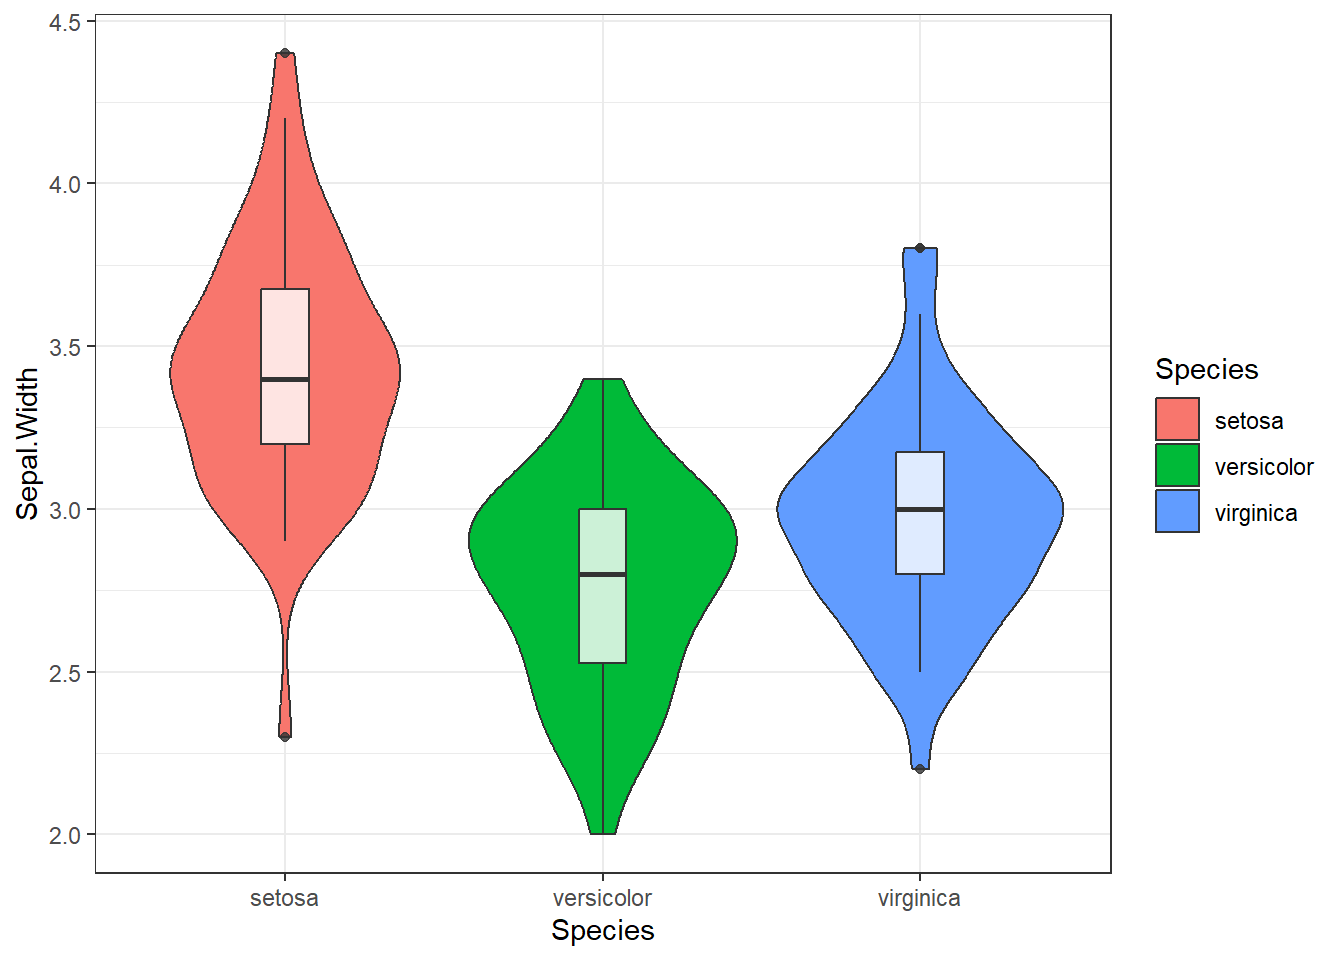 4.5
4.0
3.5
3.0
2.5
2.0
Sepal.Width
setosa
versicolor
virginica
Species
Species
setosa
versicolor
virginica